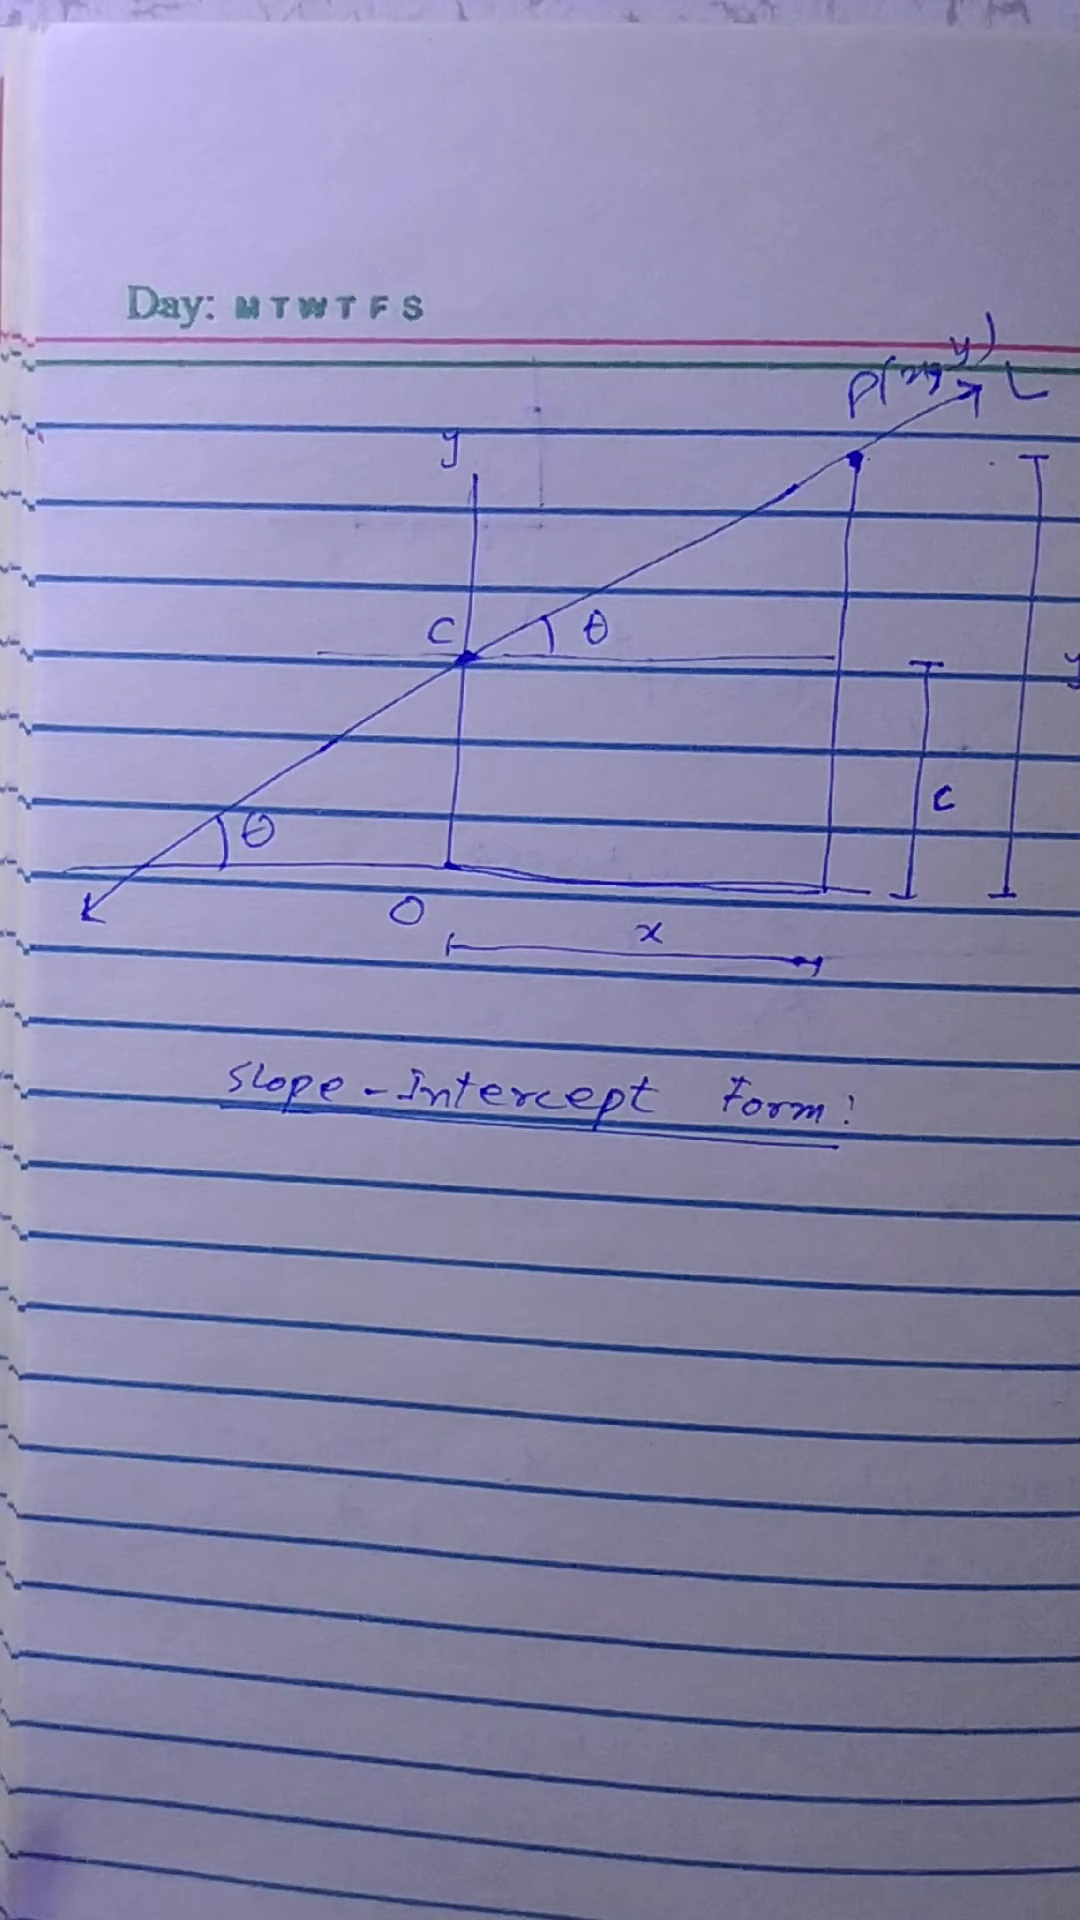 Day: M T W T F S
P(x, y)
L
y
C
θ
y
c
θ
O
x
Slope-Intercept Form: